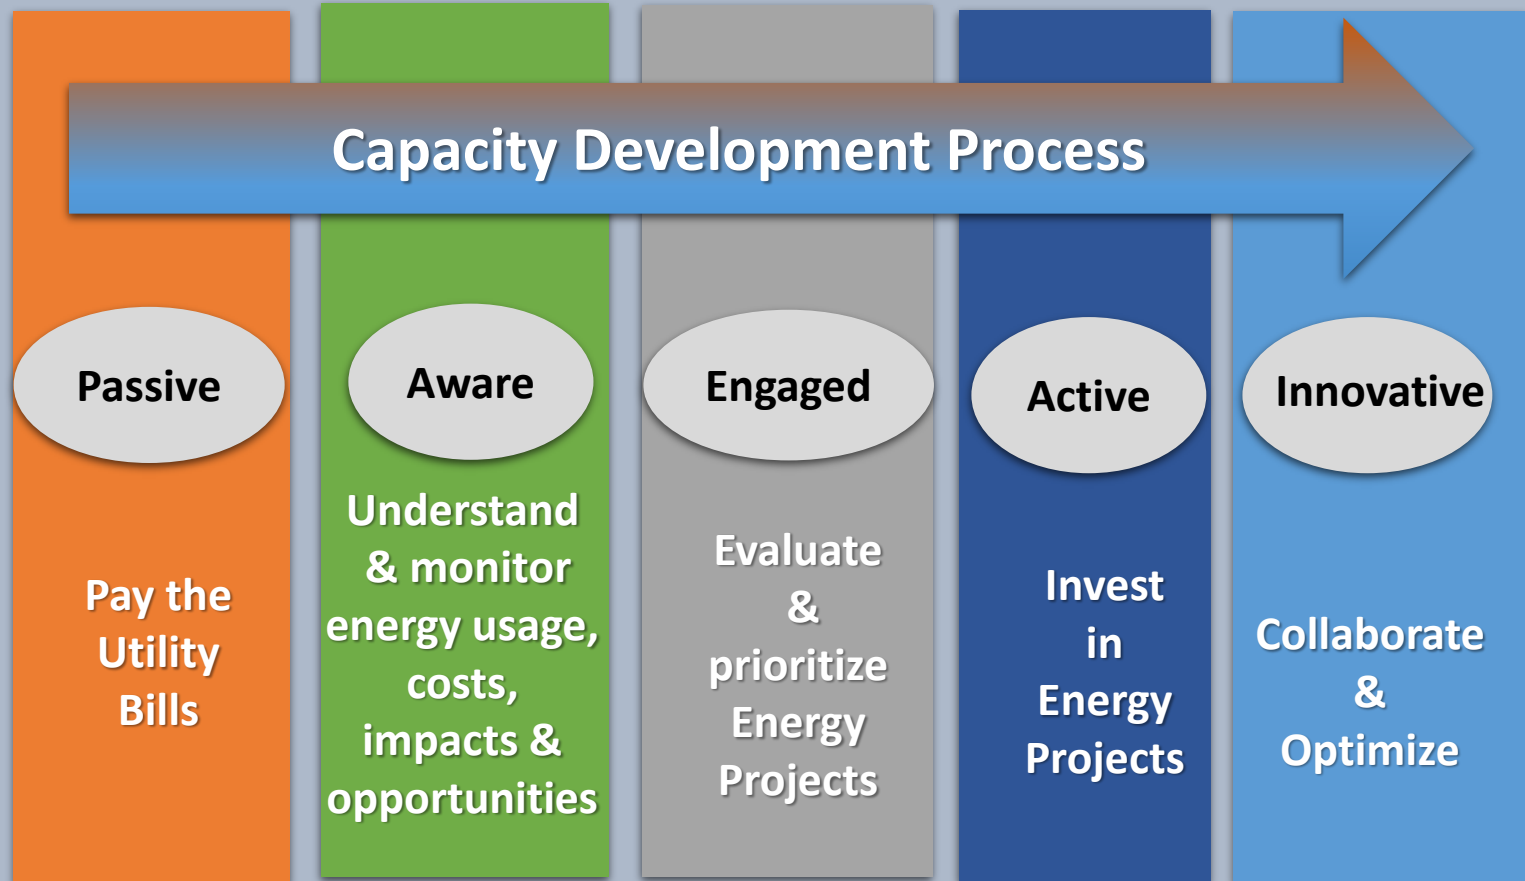 Capacity Development Process
Passive
Aware
Engaged
Active
Innovative
Pay the
Utility
Bills
Understand
& monitor
energy usage,
costs,
impacts &
opportunities
Evaluate
&
prioritize
Energy
Projects
Invest
in
Energy
Projects
Collaborate
&
Optimize